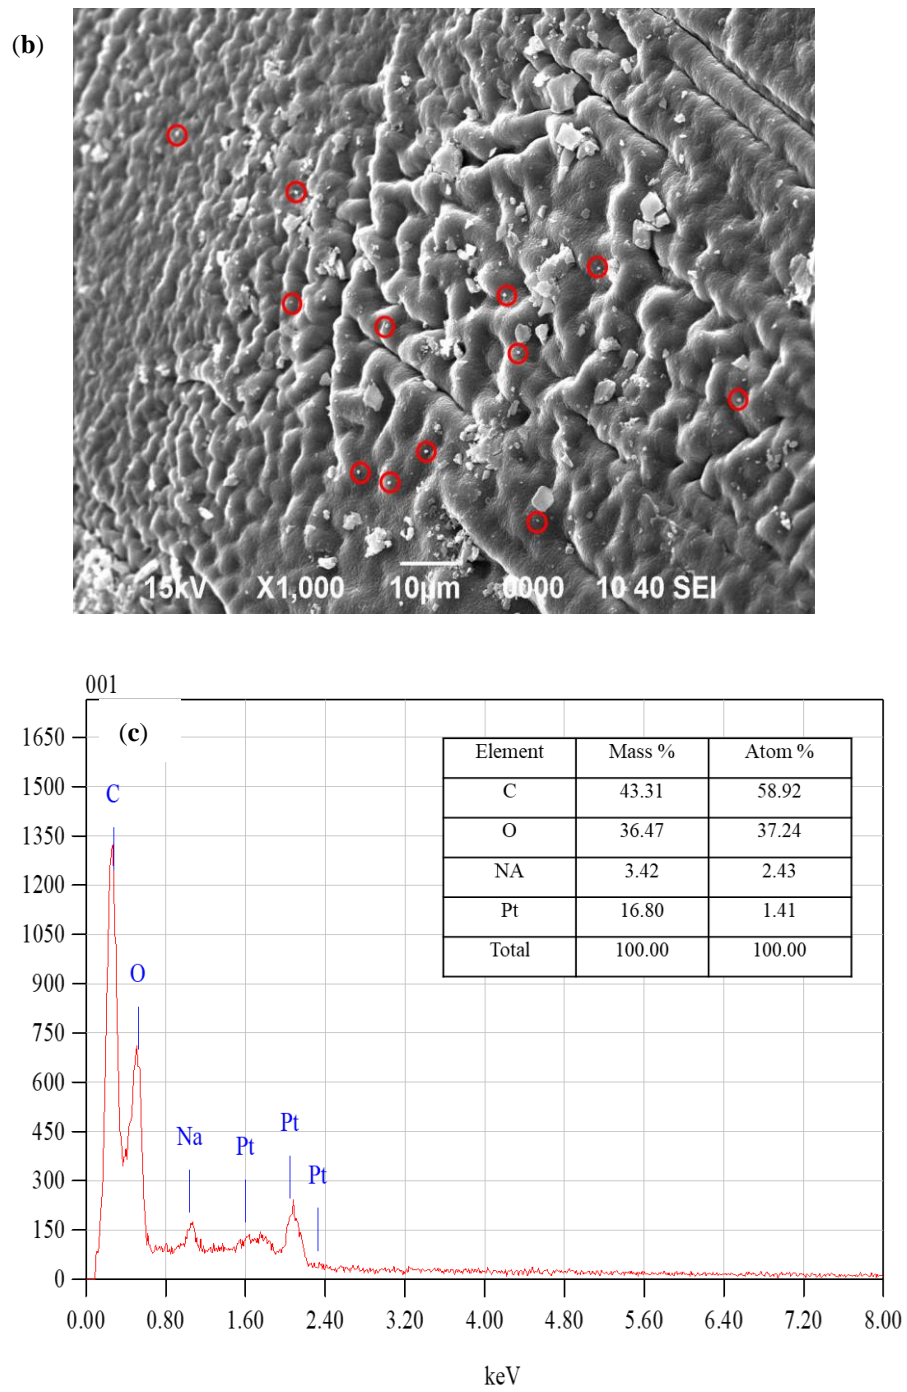 (b)
15kV X1,000 10µm 0000 10 40 SEI
001
(c)
1650
1500
1350
1200
1050
900
750
600
450
300
150
0
C
O
Na
Pt
Pt
Pt
Element Mass % Atom %
C 43.31 58.92
O 36.47 37.24
NA 3.42 2.43
Pt 16.80 1.41
Total 100.00 100.00
0.00 0.80 1.60 2.40 3.20 4.00 4.80 5.60 6.40 7.20 8.00
keV